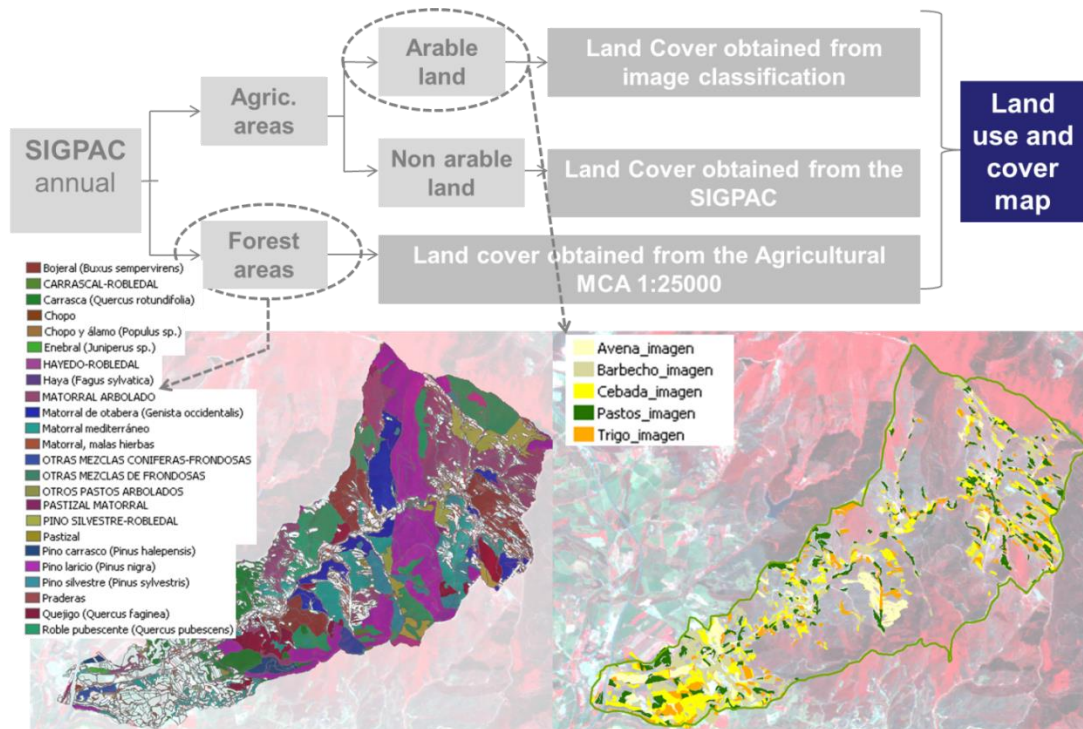 SIGPAC
annual
Agric.
areas
Forest
areas
Arable
land
Non arable
land
Land Cover obtained from
image classification
Land Cover obtained from the
SIGPAC
Land cover obtained from the Agricultural
MCA 1:25000
Land
use and
cover
map
Bojeral (Buxus sempervirens)
CARRASCAL-ROBLEDAL
Carrasca (Quercus rotundifolia)
Chopo
Chopo y álamo (Populus sp.)
Enebral (Juniperus sp.)
HAYEDO-ROBLEDAL
Haya (Fagus sylvatica)
MATORRAL ARBOLADO
Matorral de otabera (Genista occidentalis)
Matorral mediterráneo
Matorral, malas hierbas
OTRAS MEZCLAS CONIFERAS-FRONDOSAS
OTRAS MEZCLAS DE FRONDOSAS
OTROS PASTOS ARBOLADOS
PASTIZAL MATORRAL
PINO SILVESTRE-ROBLEDAL
Pastizal
Pino carrasco (Pinus halepensis)
Pino laricio (Pinus nigra)
Pino silvestre (Pinus sylvestris)
Praderas
Quejigo (Quercus faginea)
Roble pubescente (Quercus pubescens)
Avena_imagen
Barbecho_imagen
Cebada_imagen
Pastos_imagen
Trigo_imagen